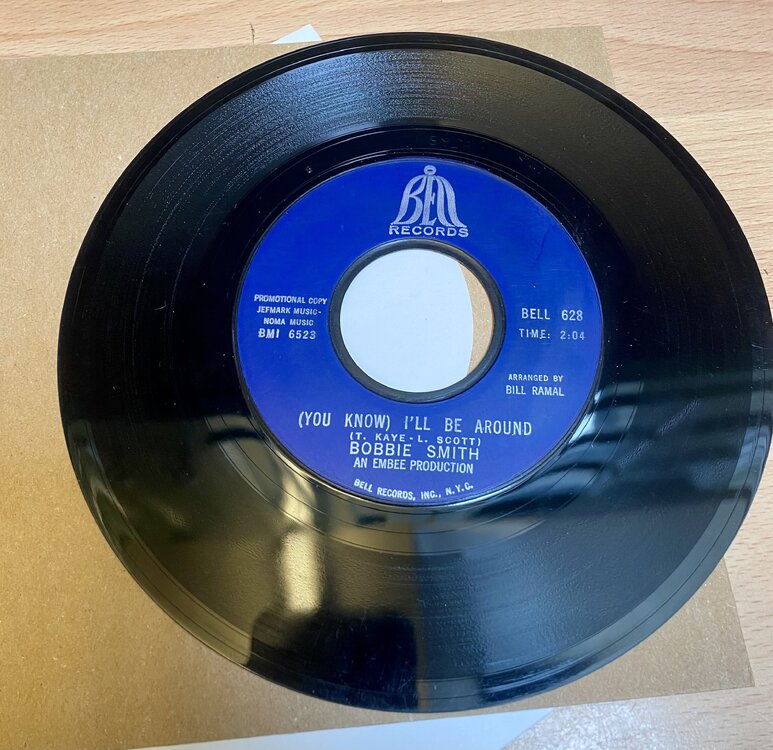 BELL
RECORDS
PROMOTIONAL COPY
JEFMARK MUSIC-
NOMA MUSIC
BMI 6523
BELL 628
TIME: 2:04
ARRANGED BY
BILL RAMAL
(YOU KNOW) I'LL BE AROUND
(T. KAYE - L. SCOTT)
BOBBIE SMITH
AN EMBEE PRODUCTION
BELL RECORDS, INC., N.Y.C.